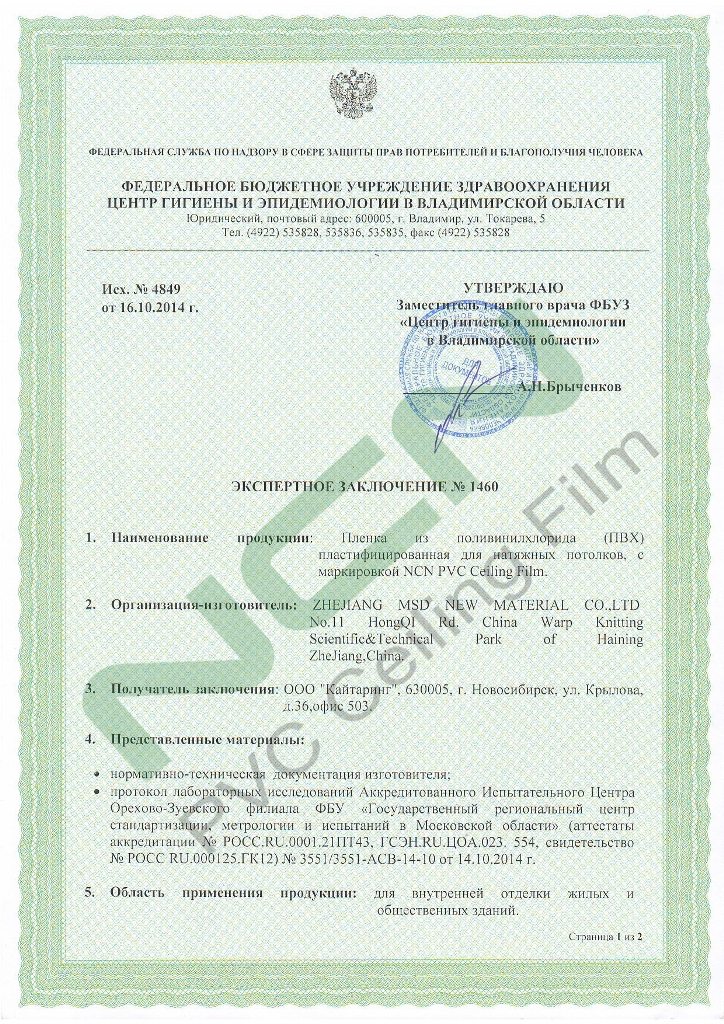 ФЕДЕРАЛЬНАЯ СЛУЖБА ПО НАДЗОРУ В СФЕРЕ ЗАЩИТЫ ПРАВ ПОТРЕБИТЕЛЕЙ И БЛАГОПОЛУЧИЯ ЧЕЛОВЕКА
ФЕДЕРАЛЬНОЕ БЮДЖЕТНОЕ УЧРЕЖДЕНИЕ ЗДРАВООХРАНЕНИЯ
ЦЕНТР ГИГИЕНЫ И ЭПИДЕМИОЛОГИИ В ВЛАДИМИРСКОЙ ОБЛАСТИ
Юридический, почтовый адрес: 600005, г. Владимир, ул. Токарева, 5
Тел. (4922) 535828, 535836, 535835, факс (4922) 535828
Исх. № 4849
от 16.10.2014 г.
УТВЕРЖДАЮ
Заместитель главного врача ФБУЗ
«Центр гигиены и эпидемиологии
в Владимирской области»
ДЛЯ
ДОКУМЕНТОВ
А.Н.Брыченков
ЭКСПЕРТНОЕ ЗАКЛЮЧЕНИЕ № 1460
1. Наименование продукции: Пленка из поливинилхлорида (ПВХ)
пластифицированная для натяжных потолков, с
маркировкой NCN PVC Ceiling Film.
2. Организация-изготовитель: ZHEJIANG MSD NEW MATERIAL CO.,LTD
No.11 HongQI Rd. China Warp Knitting
Scientific&Technical Park of Haining
ZheJiang,China.
3. Получатель заключения: ООО "Кайтаринг", 630005, г. Новосибирск, ул. Крылова,
д.36,офис 503.
4. Представленные материалы:
• нормативно-техническая документация изготовителя;
• протокол лабораторных исследований Аккредитованного Испытательного Центра
Орехово-Зуевского филиала ФБУ «Государственный региональный центр
стандартизации, метрологии и испытаний в Московской области» (аттестаты
аккредитации № РОСС.RU.0001.21ПТ43, ГСЭН.RU.ЦОА.023. 554, свидетельство
№ РОСС RU.000125.ГК12) № 3551/3551-АСВ-14-10 от 14.10.2014 г.
5. Область применения продукции: для внутренней отделки жилых и
общественных зданий.
Страница 1 из 2
NCN
PVC Ceiling Film